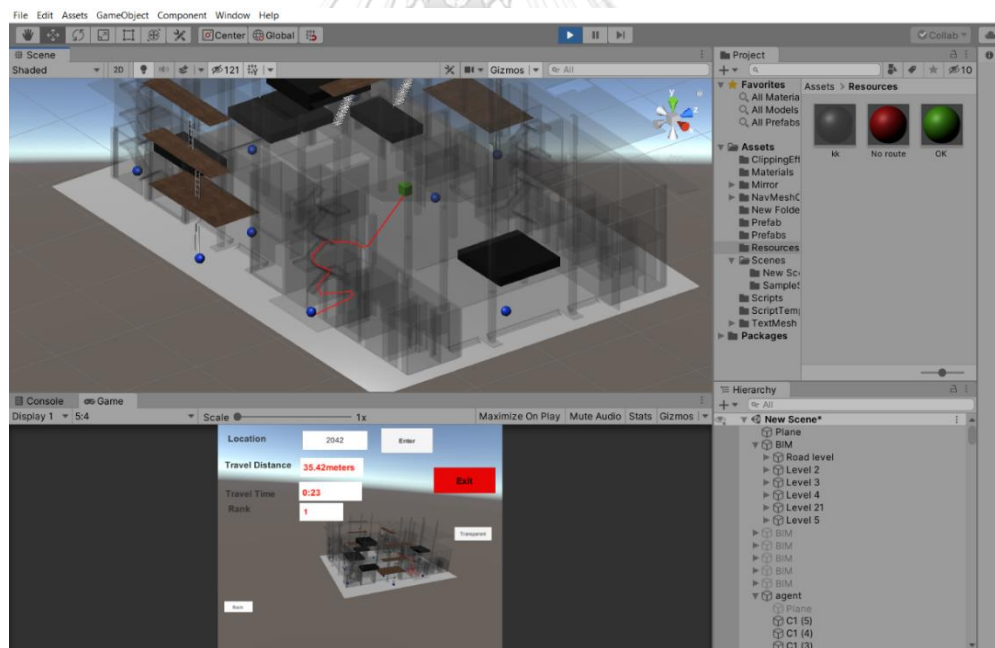 File Edit Assets GameObject Component Window Help
Center Global
Collab
Scene
Shaded 2D 121 Gizmos All
Project
10
Favorites
All Materia
All Models
All Prefabs
Assets
ClippingEff
Materials
Mirror
NavMeshC
New Folde
Prefab
Prefabs
Resources
Scenes
New Sc
Sample
Scripts
ScriptTem
TextMesh
Packages
Assets > Resources
kk No route OK
Hierarchy
All
New Scene*
Plane
BIM
Road level
Level 2
Level 3
Level 4
Level 21
Level 5
BIM
BIM
BIM
BIM
BIM
agent
Plane
C1 (5)
C1 (4)
C1 (3)
Console Game
Display 1 5:4 Scale 1x Maximize On Play Mute Audio Stats Gizmos
Location 2042 Enter
Travel Distance 35.42meters
Exit
Travel Time 0:23
Rank 1
Transparent